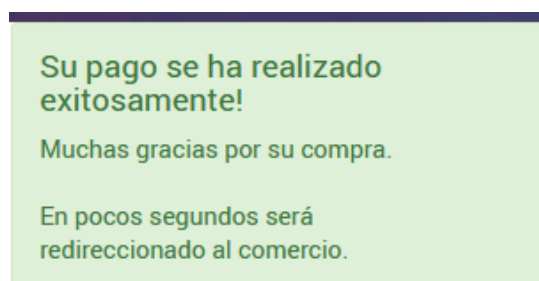 Su pago se ha realizado
exitosamente!
Muchas gracias por su compra.
En pocos segundos será
redireccionado al comercio.